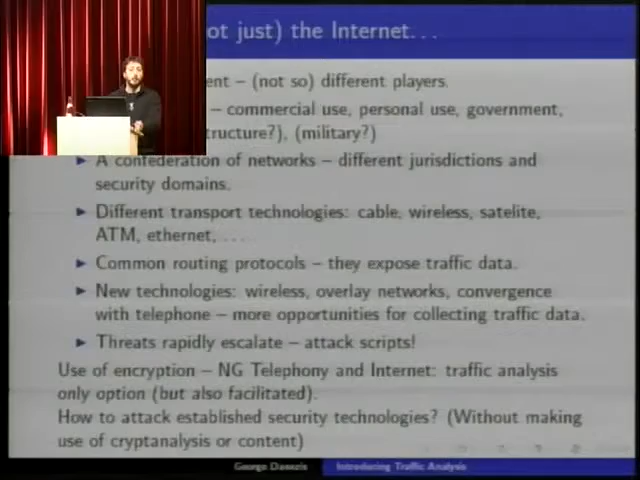 ot just) the Internet...
ent – (not so) different players.
– commercial use, personal use, government,
structure?), (military?)
A confederation of networks – different jurisdictions and
security domains.
Different transport technologies: cable, wireless, satelite,
ATM, ethernet,....
Common routing protocols – they expose traffic data.
New technologies: wireless, overlay networks, convergence
with telephone – more opportunities for collecting traffic data.
Threats rapidly escalate – attack scripts!
Use of encryption – NG Telephony and Internet: traffic analysis
only option (but also facilitated).
How to attack established security technologies? (Without making
use of cryptanalysis or content)
George Danezis
Introducing Traffic Analysis